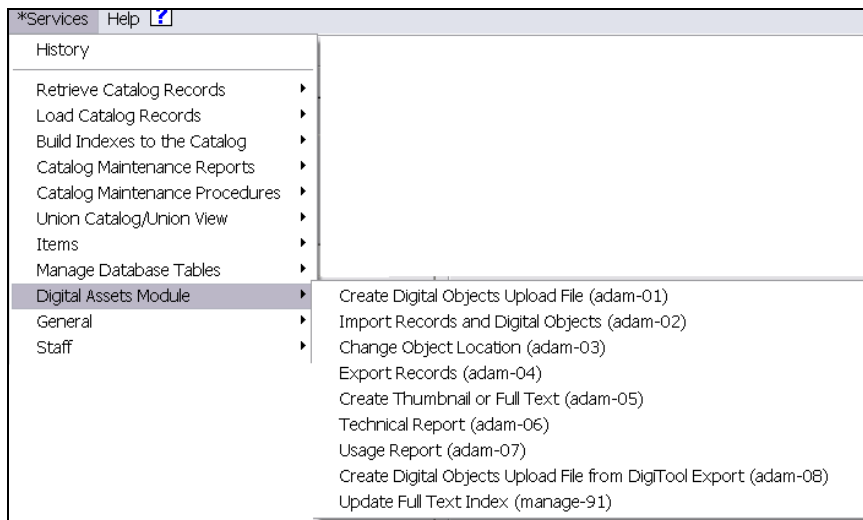 *Services Help ?
History
Retrieve Catalog Records
Load Catalog Records
Build Indexes to the Catalog
Catalog Maintenance Reports
Catalog Maintenance Procedures
Union Catalog/Union View
Items
Manage Database Tables
Digital Assets Module
General
Staff
Create Digital Objects Upload File (adam-01)
Import Records and Digital Objects (adam-02)
Change Object Location (adam-03)
Export Records (adam-04)
Create Thumbnail or Full Text (adam-05)
Technical Report (adam-06)
Usage Report (adam-07)
Create Digital Objects Upload File from DigiTool Export (adam-08)
Update Full Text Index (manage-91)